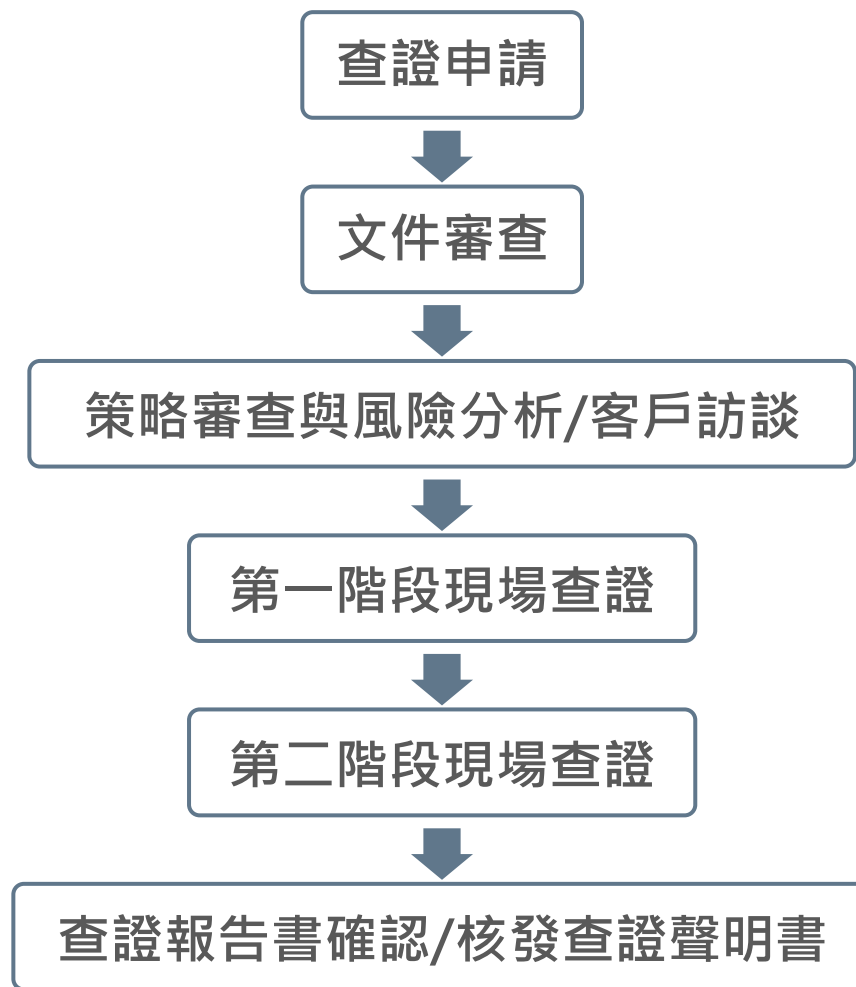 查證申請
文件審查
策略審查與風險分析/客戶訪談
第一階段現場查證
第二階段現場查證
查證報告書確認/核發查證聲明書